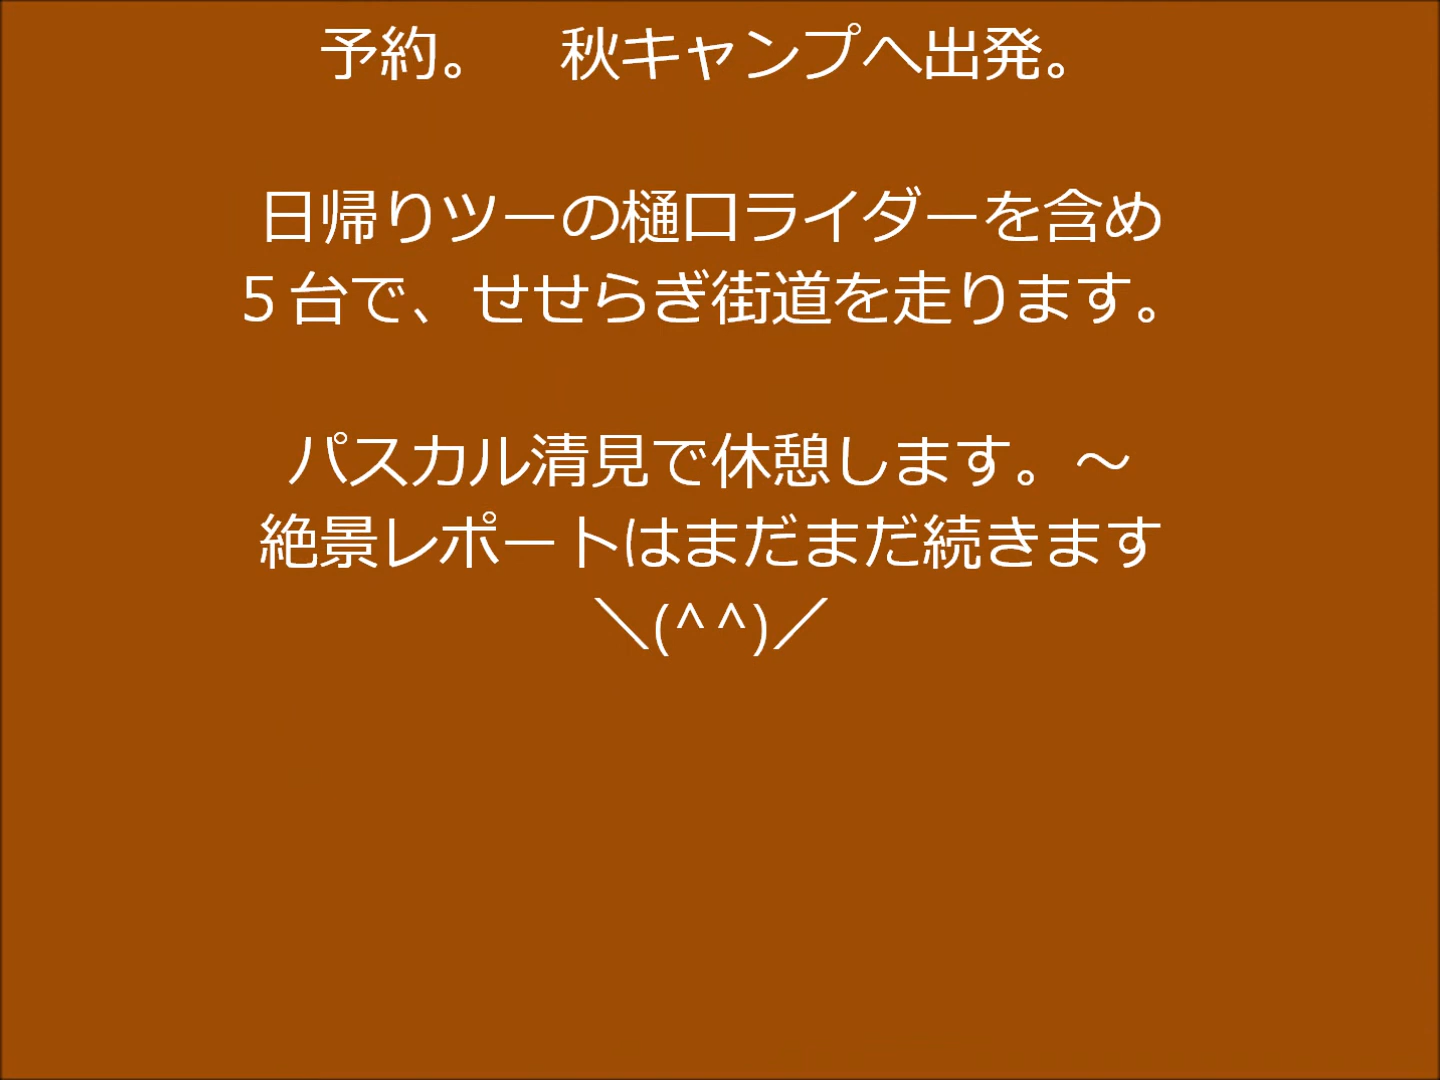 予約。　秋キャンプへ出発。
日帰りツーの樋口ライダーを含め
５台で、せせらぎ街道を走ります。
パスカル清見で休憩します。～
絶景レポートはまだまだ続きます
＼(^^)／